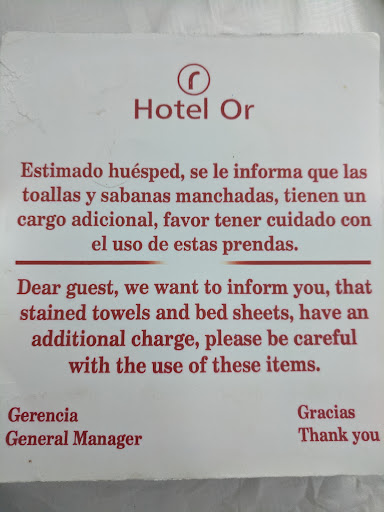 r
Hotel Or
Estimado huésped, se le informa que las
toallas y sabanas manchadas, tienen un
cargo adicional, favor tener cuidado con
el uso de estas prendas.
Dear guest, we want to inform you, that
stained towels and bed sheets, have an
additional charge, please be careful
with the use of these items.
Gerencia
General Manager
Gracias
Thank you